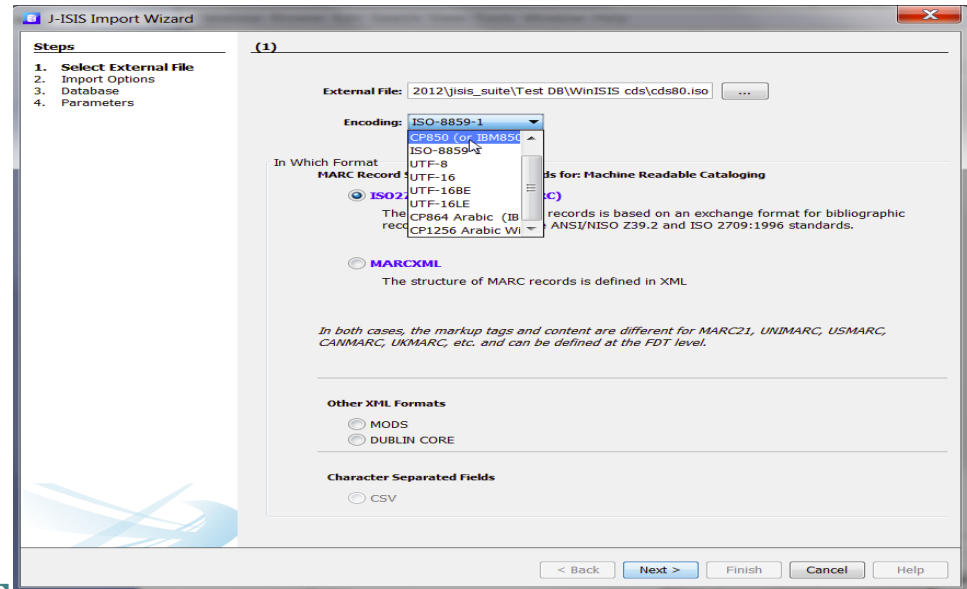 J-ISIS Import Wizard
Steps
1. Select External File
2. Import Options
3. Database
4. Parameters
(1)
External File: 2012\jisis_suite\Test DB\WinISIS cds\cds80.iso ...
Encoding: ISO-8859-1
CP850 (or IBM850
ISO-8859-1
UTF-8
UTF-16
UTF-16BE
UTF-16LE
CP864 Arabic (IB
CP1256 Arabic Wi
In Which Format
MARC Record ds for: Machine Readable Cataloging
ISO2 C)
The records is based on an exchange format for bibliographic
rec ANSI/NISO Z39.2 and ISO 2709:1996 standards.
MARCXML
The structure of MARC records is defined in XML
In both cases, the markup tags and content are different for MARC21, UNIMARC, USMARC,
CANMARC, UKMARC, etc. and can be defined at the FDT level.
Other XML Formats
MODS
DUBLIN CORE
Character Separated Fields
CSV
< Back Next > Finish Cancel Help